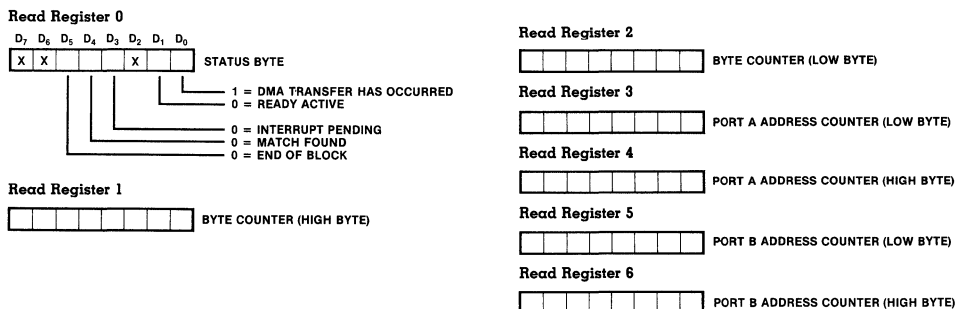 Read Register 0
D7 D6 D5 D4 D3 D2 D1 D0
X X X STATUS BYTE
1 = DMA TRANSFER HAS OCCURRED
0 = READY ACTIVE
0 = INTERRUPT PENDING
0 = MATCH FOUND
0 = END OF BLOCK
Read Register 1
BYTE COUNTER (HIGH BYTE)
Read Register 2
BYTE COUNTER (LOW BYTE)
Read Register 3
PORT A ADDRESS COUNTER (LOW BYTE)
Read Register 4
PORT A ADDRESS COUNTER (HIGH BYTE)
Read Register 5
PORT B ADDRESS COUNTER (LOW BYTE)
Read Register 6
PORT B ADDRESS COUNTER (HIGH BYTE)